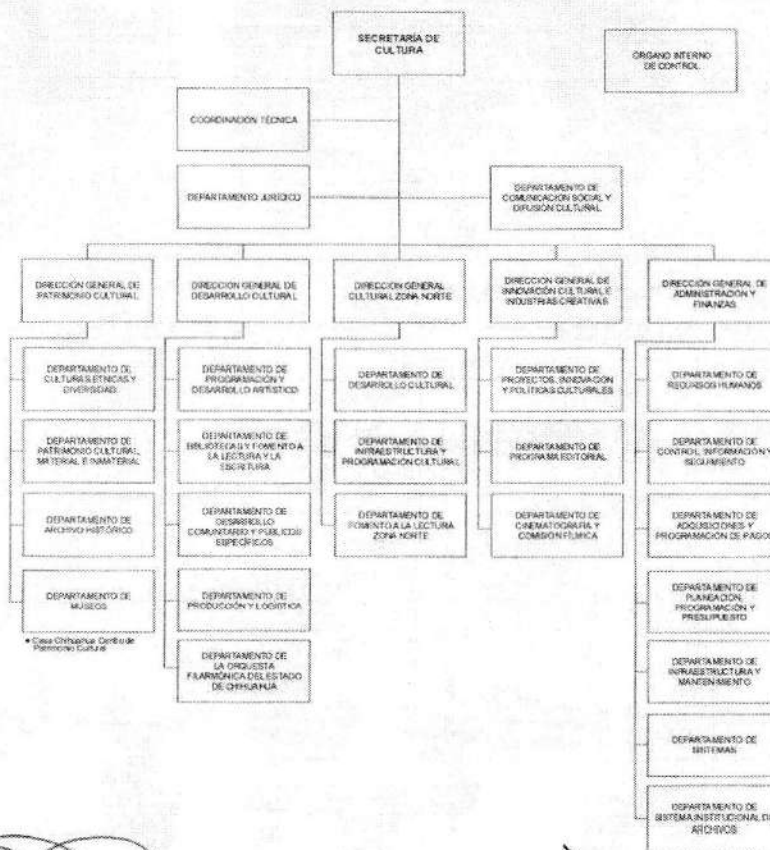 SECRETARÍA DE
CULTURA
ÓRGANO INTERNO
DE CONTROL
COORDINACIÓN TÉCNICA
DEPARTAMENTO JURÍDICO
DEPARTAMENTO DE
COMUNICACIÓN SOCIAL Y
DIFUSIÓN CULTURAL
DIRECCIÓN GENERAL DE
PATRIMONIO CULTURAL
DEPARTAMENTO DE
CULTURAS ÉTNICAS Y
DIVERSIDAD
DEPARTAMENTO DE
PATRIMONIO CULTURAL,
MATERIAL E INMATERIAL
DEPARTAMENTO DE
ARCHIVO HISTÓRICO
DEPARTAMENTO DE
MUSEOS
• Casa Chihuahua Centro de
Patrimonio Cultural
DIRECCIÓN GENERAL DE
DESARROLLO CULTURAL
DEPARTAMENTO DE
PROGRAMACIÓN Y
DESARROLLO ARTÍSTICO
DEPARTAMENTO DE
BIBLIOTECAS Y FOMENTO A
LA LECTURA Y LA
ESCRITURA
DEPARTAMENTO DE
DESARROLLO
COMUNITARIO Y PÚBLICOS
ESPECÍFICOS
DEPARTAMENTO DE
PRODUCCIÓN Y LOGÍSTICA
DEPARTAMENTO DE
LA ORQUESTA
FILARMÓNICA DEL ESTADO
DE CHIHUAHUA
DIRECCIÓN GENERAL
CULTURAL ZONA NORTE
DEPARTAMENTO DE
DESARROLLO CULTURAL
DEPARTAMENTO DE
INFRAESTRUCTURA Y
PROGRAMACIÓN CULTURAL
DEPARTAMENTO DE
FOMENTO A LA LECTURA
ZONA NORTE
DIRECCIÓN GENERAL DE
INNOVACIÓN CULTURAL E
INDUSTRIAS CREATIVAS
DEPARTAMENTO DE
PROYECTOS, INNOVACIÓN
Y POLÍTICAS CULTURALES
DEPARTAMENTO DE
PROGRAMA EDITORIAL
DEPARTAMENTO DE
CINEMATOGRAFÍA Y
COMISIÓN FÍLMICA
DIRECCIÓN GENERAL DE
ADMINISTRACIÓN Y
FINANZAS
DEPARTAMENTO DE
RECURSOS HUMANOS
DEPARTAMENTO DE
CONTROL, INFORMACIÓN Y
SEGUIMIENTO
DEPARTAMENTO DE
ADQUISICIONES Y
PROGRAMACIÓN DE PAGOS
DEPARTAMENTO DE
PLANEACIÓN,
PROGRAMACIÓN Y
PRESUPUESTO
DEPARTAMENTO DE
INFRAESTRUCTURA Y
MANTENIMIENTO
DEPARTAMENTO DE
SISTEMAS
DEPARTAMENTO DE
SISTEMA INSTITUCIONAL DE
ARCHIVOS